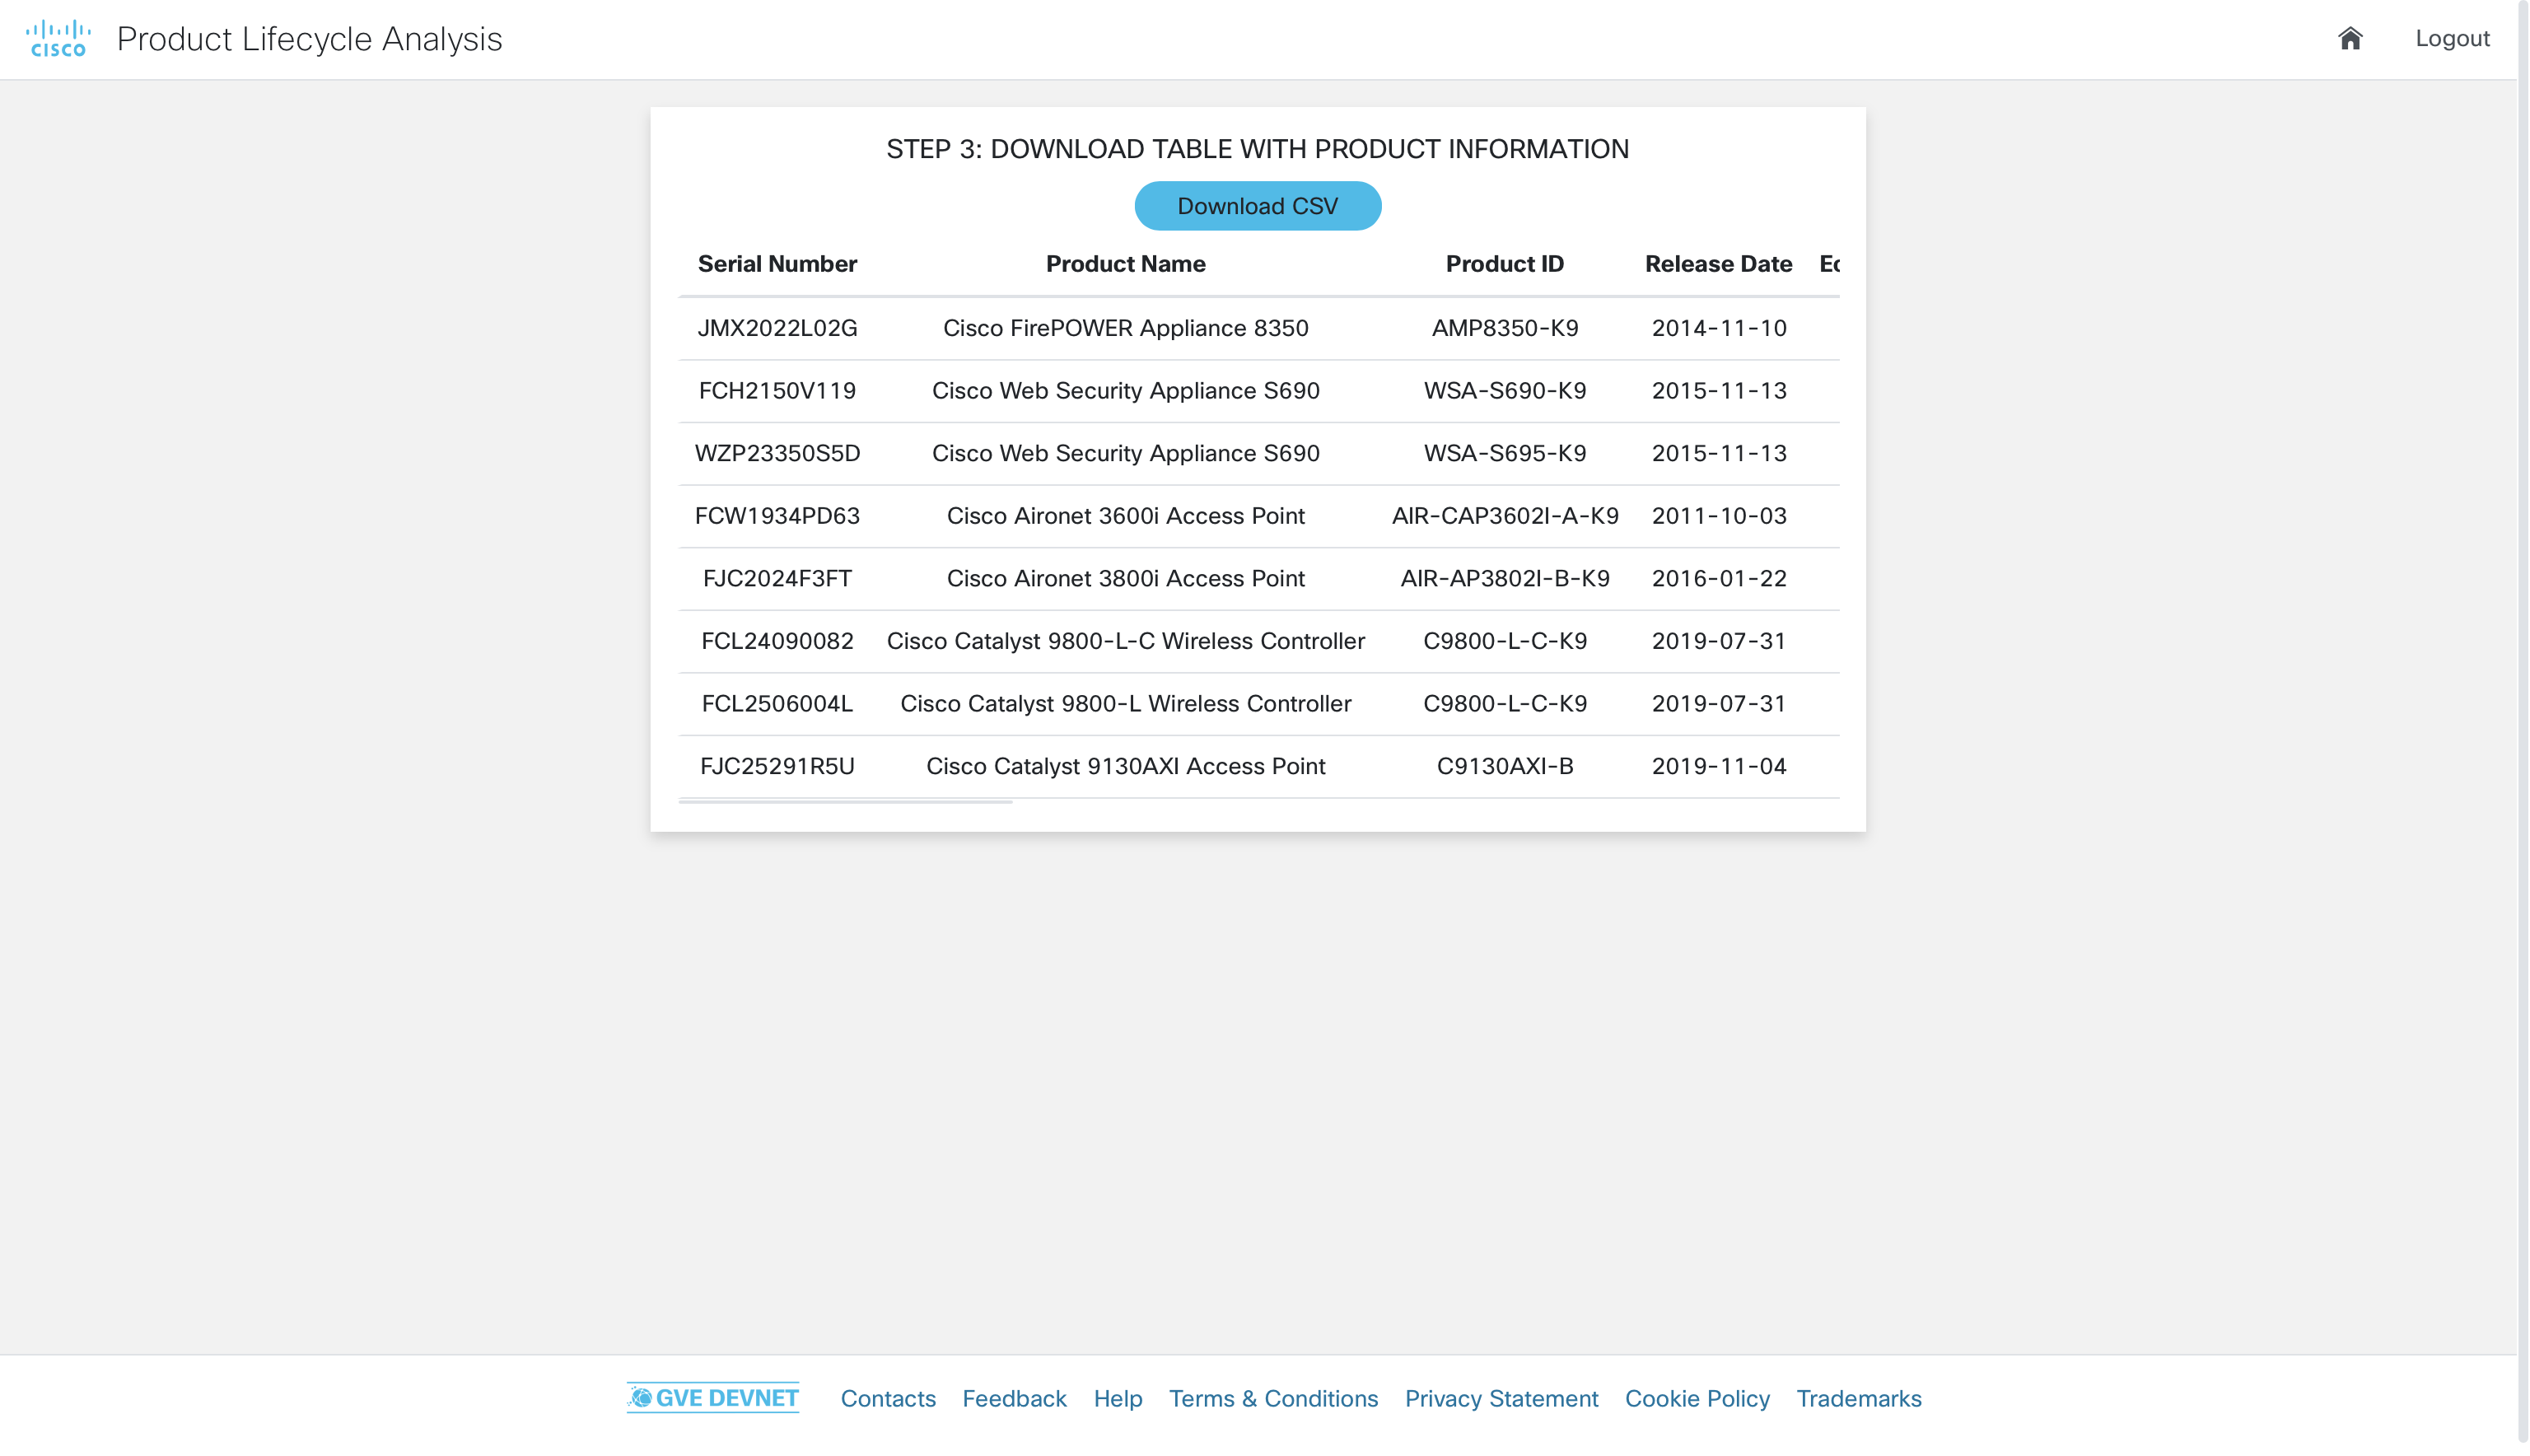 CISCO Product Lifecycle Analysis Logout
STEP 3: DOWNLOAD TABLE WITH PRODUCT INFORMATION
Download CSV
Serial Number Product Name Product ID Release Date
JMX2022L02G Cisco FirePOWER Appliance 8350 AMP8350-K9 2014-11-10
FCH2150V119 Cisco Web Security Appliance S690 WSA-S690-K9 2015-11-13
WZP23350S5D Cisco Web Security Appliance S690 WSA-S695-K9 2015-11-13
FCW1934PD63 Cisco Aironet 3600i Access Point AIR-CAP3602I-A-K9 2011-10-03
FJC2024F3FT Cisco Aironet 3800i Access Point AIR-AP3802I-B-K9 2016-01-22
FCL24090082 Cisco Catalyst 9800-L-C Wireless Controller C9800-L-C-K9 2019-07-31
FCL2506004L Cisco Catalyst 9800-L Wireless Controller C9800-L-C-K9 2019-07-31
FJC25291R5U Cisco Catalyst 9130AXI Access Point C9130AXI-B 2019-11-04
GVE DEVNET Contacts Feedback Help Terms & Conditions Privacy Statement Cookie Policy Trademarks